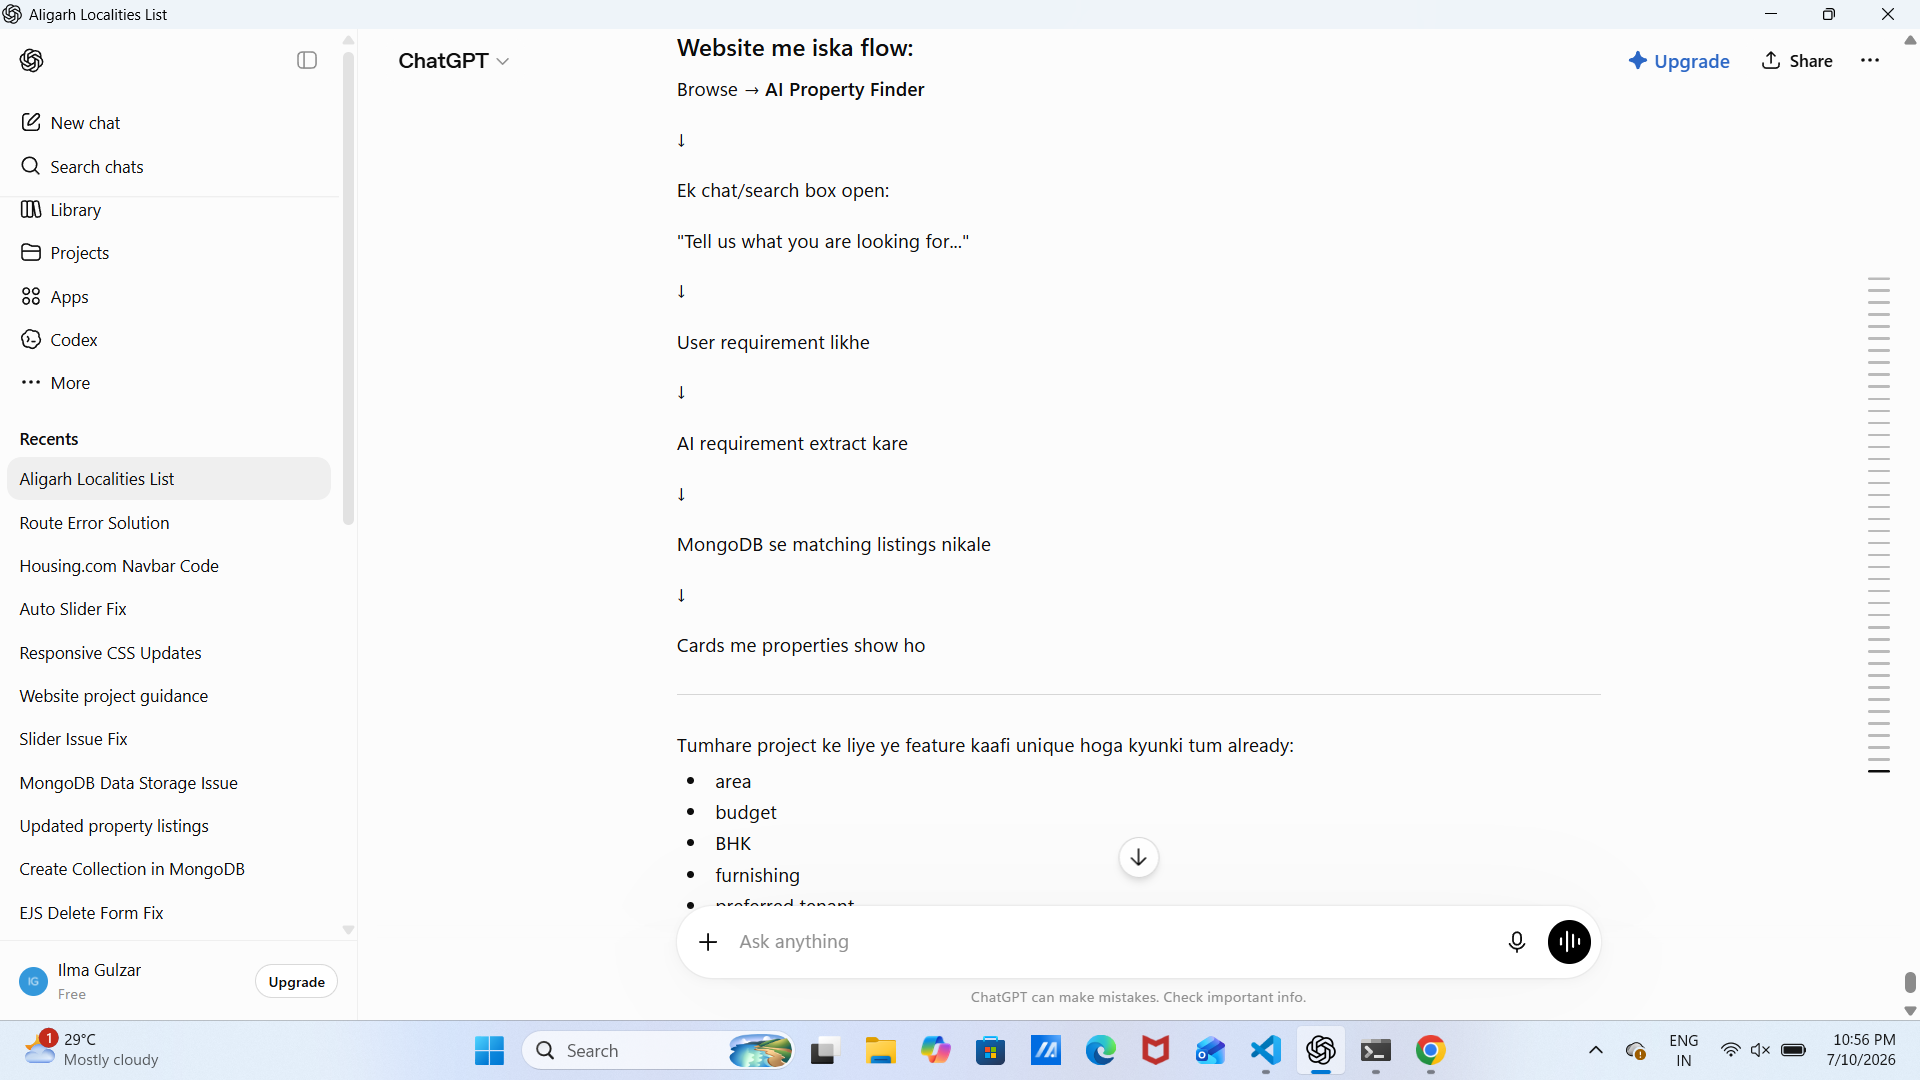 Aligarh Localities List
ChatGPT
Upgrade
Share
New chat
Search chats
Library
Projects
Apps
Codex
More
Recents
Aligarh Localities List
Route Error Solution
Housing.com Navbar Code
Auto Slider Fix
Responsive CSS Updates
Website project guidance
Slider Issue Fix
MongoDB Data Storage Issue
Updated property listings
Create Collection in MongoDB
EJS Delete Form Fix
IG
Ilma Gulzar
Free
Upgrade
Website me iska flow:
Browse → AI Property Finder
↓
Ek chat/search box open:
"Tell us what you are looking for..."
↓
User requirement likhe
↓
AI requirement extract kare
↓
MongoDB se matching listings nikale
↓
Cards me properties show ho
Tumhare project ke liye ye feature kaafi unique hoga kyunki tum already:
• area
• budget
• BHK
• furnishing
• preferred tenant
Ask anything
ChatGPT can make mistakes. Check important info.
1
29°C
Mostly cloudy
Search
ENG
IN
10:56 PM
7/10/2026